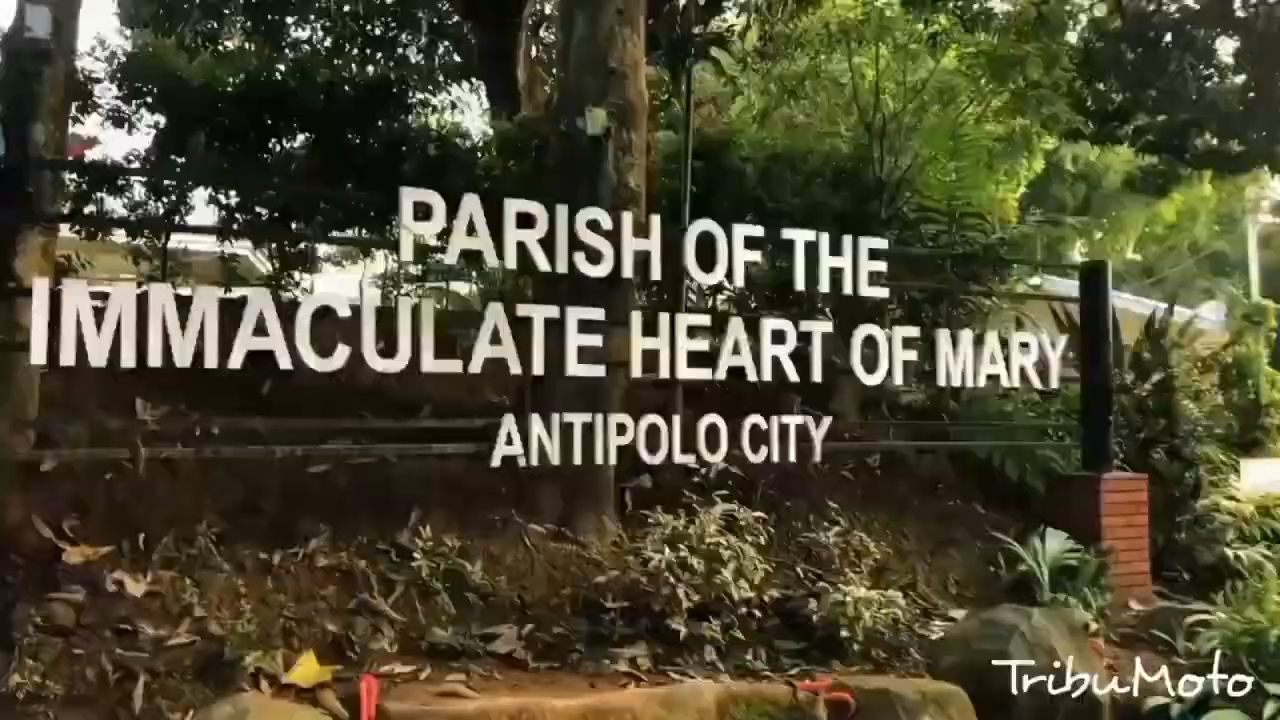 PARISH OF THE
IMMACULATE HEART OF MARY
ANTIPOLO CITY
TribuMoto